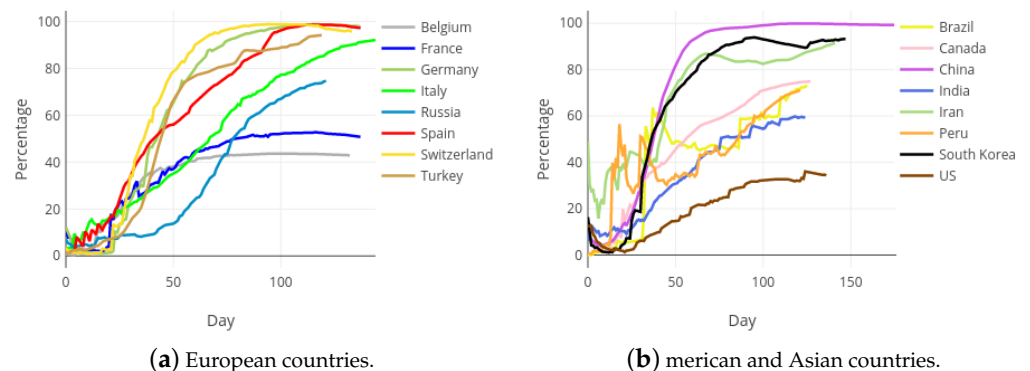 100
80
60
40
20
0
Percentage
0
50
100
Day
Belgium
France
Germany
Italy
Russia
Spain
Switzerland
Turkey
(a) European countries.
100
80
60
40
20
0
Percentage
0
50
100
150
Day
Brazil
Canada
China
India
Iran
Peru
South Korea
US
(b) merican and Asian countries.